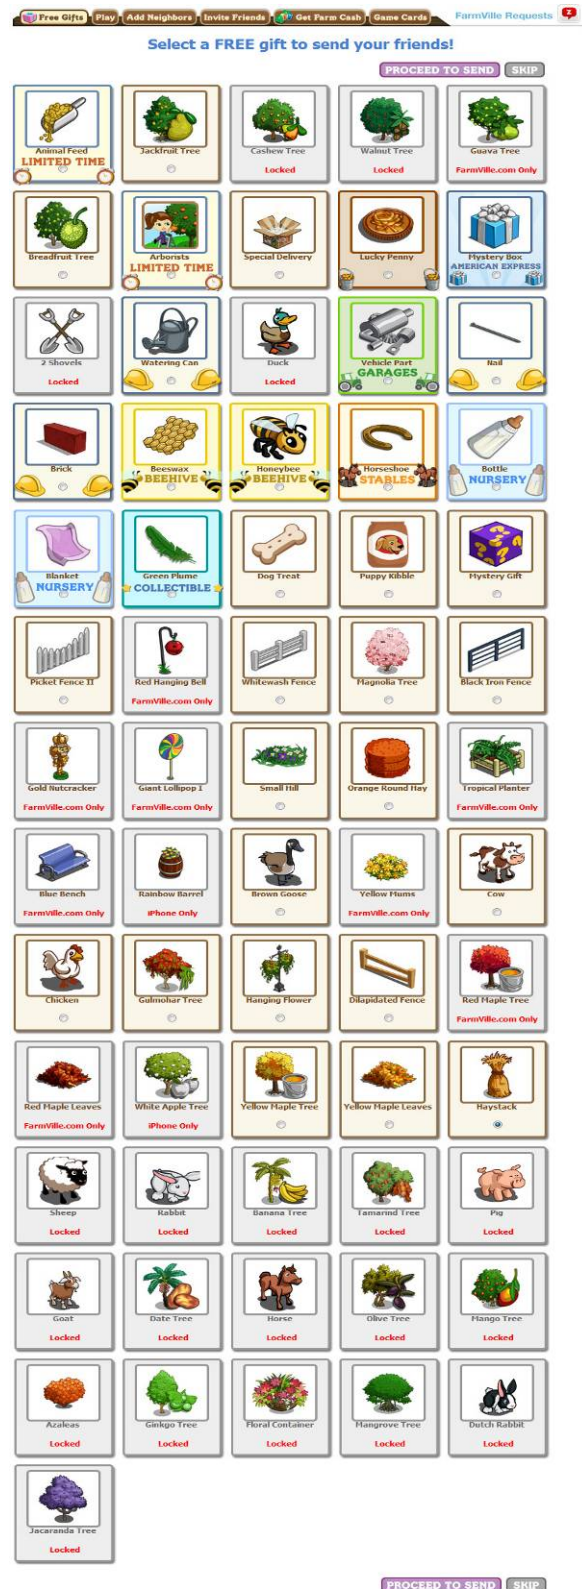 Free Gifts Play Add Neighbors Invite Friends Get Farm Cash Game Cards FarmVille Requests
Select a FREE gift to send your friends!
PROCEED TO SEND SKIP
Animal Feed
LIMITED TIME
Jackfruit Tree
Cashew Tree
Locked
Walnut Tree
Locked
Guava Tree
FarmVille.com Only
Breadfruit Tree
Arborists
LIMITED TIME
Special Delivery
Lucky Penny
Mystery Box
AMERICAN EXPRESS
2 Shovels
Locked
Watering Can
Duck
Locked
Vehicle Part
GARAGES
Nail
Brick
Beeswax
BEEHIVE
Honeybee
BEEHIVE
Horseshoe
STABLES
Bottle
NURSERY
Blanket
NURSERY
Green Plume
COLLECTIBLE
Dog Treat
Puppy Kibble
Mystery Gift
Picket Fence II
Red Hanging Bell
FarmVille.com Only
Whitewash Fence
Magnolia Tree
Black Iron Fence
Gold Nutcracker
FarmVille.com Only
Giant Lollipop I
FarmVille.com Only
Small Hill
Orange Round Hay
Tropical Planter
FarmVille.com Only
Blue Bench
FarmVille.com Only
Rainbow Barrel
iPhone Only
Brown Goose
Yellow Mums
FarmVille.com Only
Cow
Chicken
Gulmohar Tree
Hanging Flower
Dilapidated Fence
Red Maple Tree
FarmVille.com Only
Red Maple Leaves
FarmVille.com Only
White Apple Tree
iPhone Only
Yellow Maple Tree
Yellow Maple Leaves
Haystack
Sheep
Locked
Rabbit
Locked
Banana Tree
Locked
Tamarind Tree
Locked
Pig
Locked
Goat
Locked
Date Tree
Locked
Horse
Locked
Olive Tree
Locked
Mango Tree
Locked
Azaleas
Locked
Ginkgo Tree
Locked
Floral Container
Locked
Mangrove Tree
Locked
Dutch Rabbit
Locked
Jacaranda Tree
Locked
PROCEED TO SEND SKIP